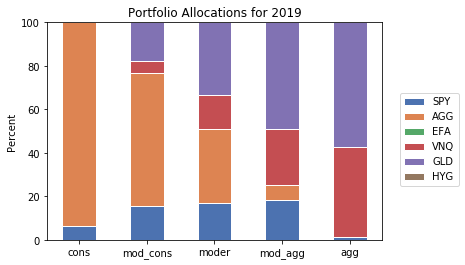 Portfolio Allocations for 2019
Percent
100
80
60
40
20
0
cons mod_cons moder mod_agg agg
SPY
AGG
EFA
VNQ
GLD
HYG